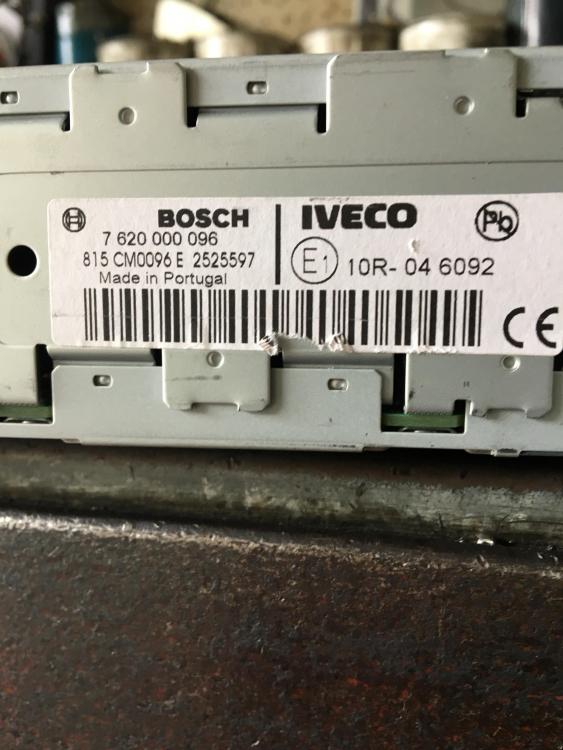 BOSCH
7 620 000 096
815 CM0096 E 2525597
Made in Portugal
IVECO
Pb
E1 10R- 04 6092
CE